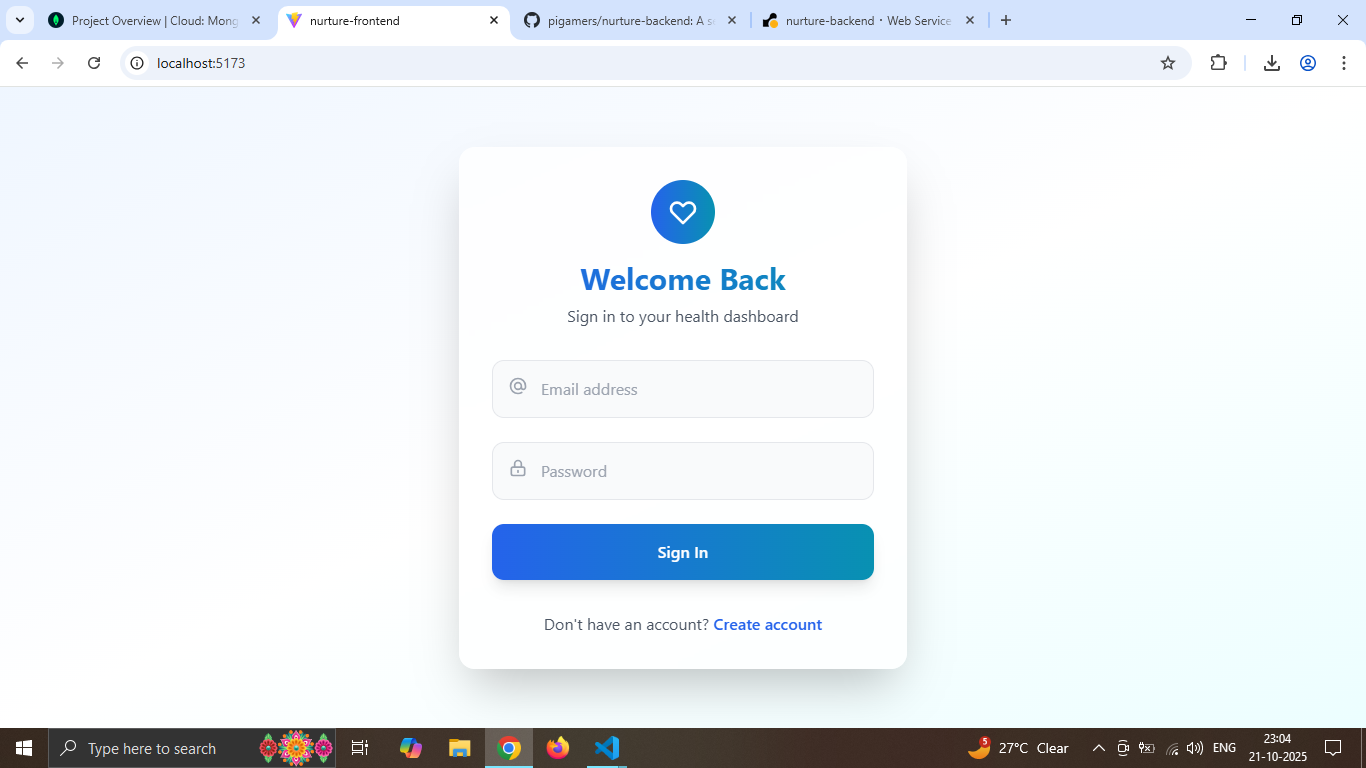 Project Overview | Cloud: Mong
nurture-frontend
pigamers/nurture-backend: A s
nurture-backend · Web Service
localhost:5173
Welcome Back
Sign in to your health dashboard
Email address
Password
Sign In
Don't have an account? Create account
Type here to search
5
27°C Clear
ENG
23:04
21-10-2025